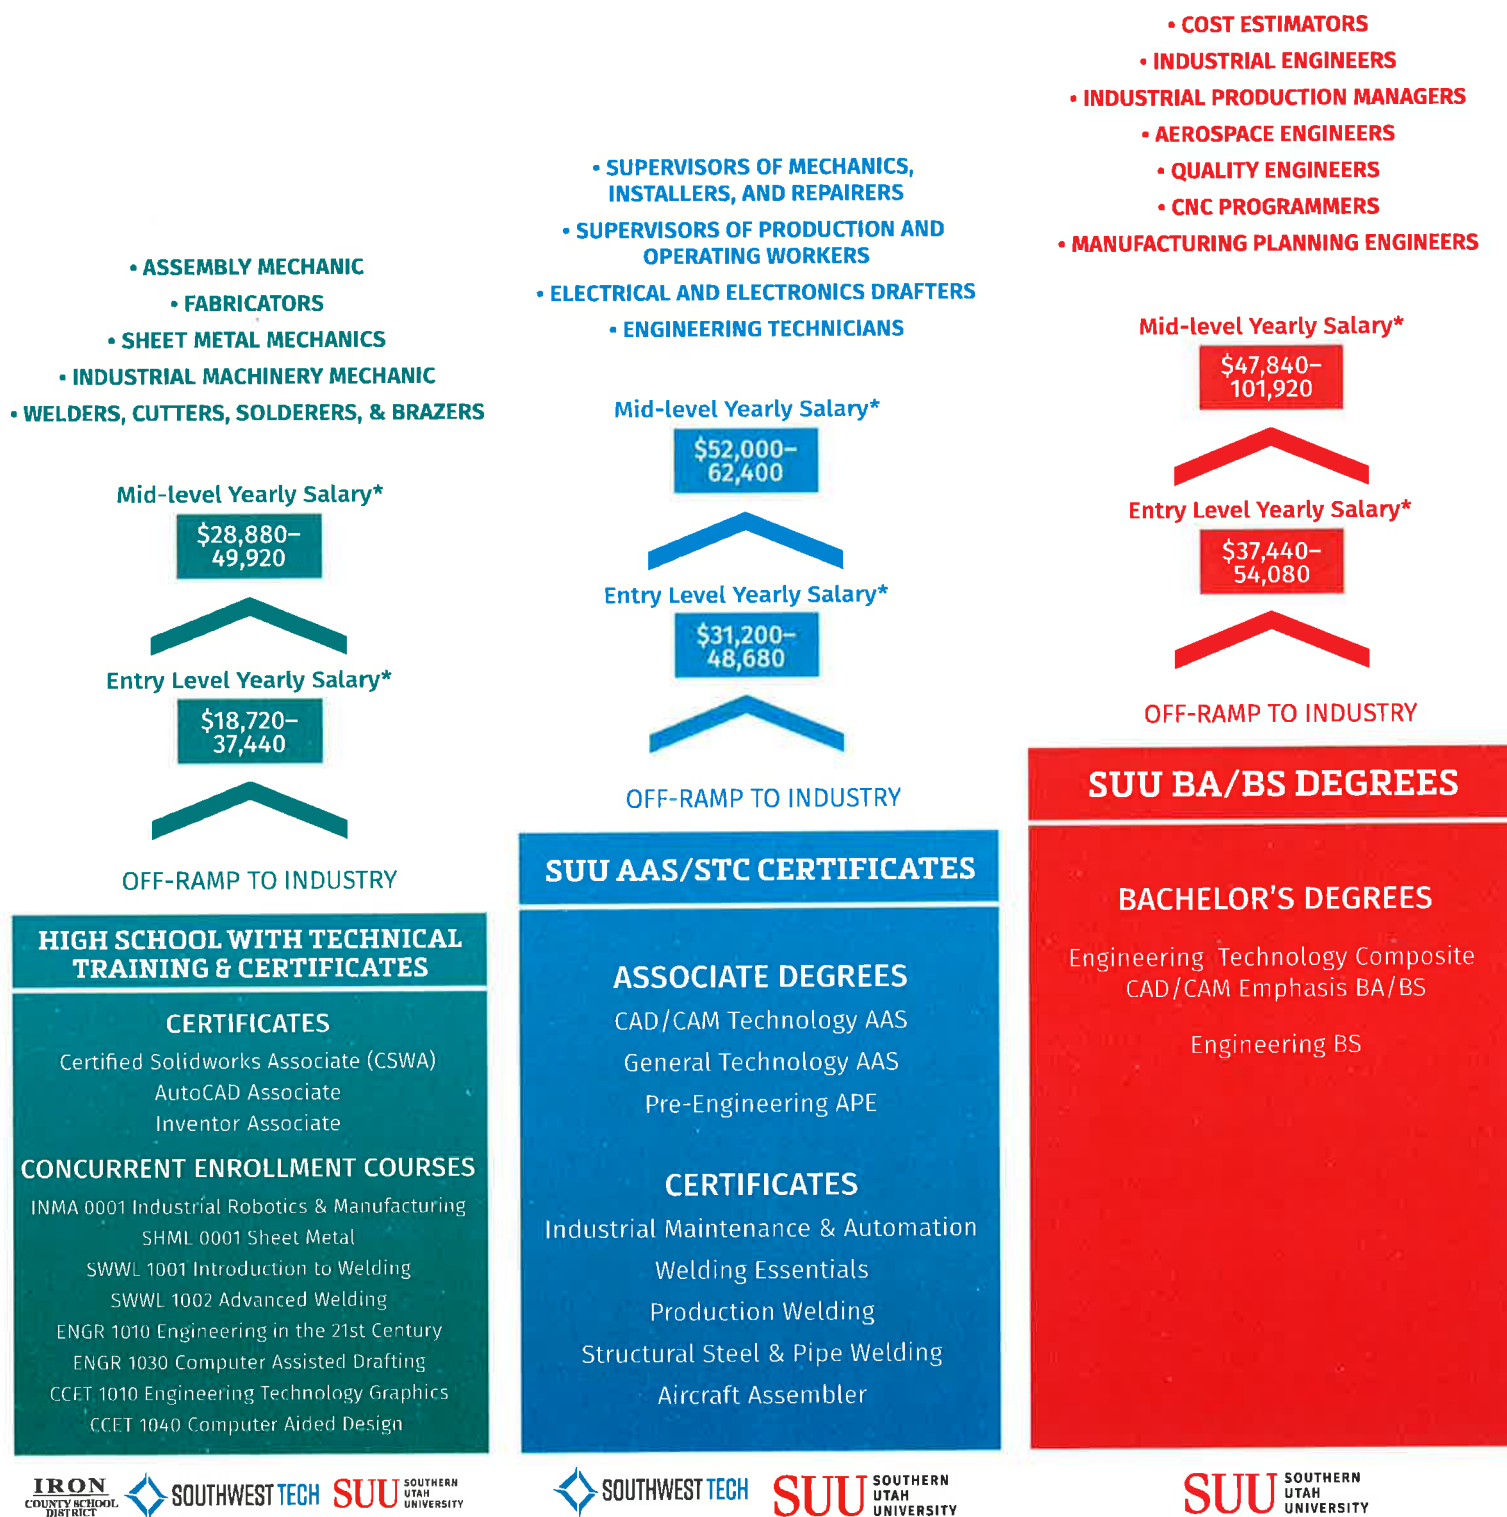 • ASSEMBLY MECHANIC
• FABRICATORS
• SHEET METAL MECHANICS
• INDUSTRIAL MACHINERY MECHANIC
• WELDERS, CUTTERS, SOLDERERS, & BRAZERS
Mid-level Yearly Salary*
$28,880–
49,920
Entry Level Yearly Salary*
$18,720–
37,440
OFF-RAMP TO INDUSTRY
HIGH SCHOOL WITH TECHNICAL
TRAINING & CERTIFICATES
CERTIFICATES
Certified Solidworks Associate (CSWA)
AutoCAD Associate
Inventor Associate
CONCURRENT ENROLLMENT COURSES
INMA 0001 Industrial Robotics & Manufacturing
SHML 0001 Sheet Metal
SWWL 1001 Introduction to Welding
SWWL 1002 Advanced Welding
ENGR 1010 Engineering in the 21st Century
ENGR 1030 Computer Assisted Drafting
CCET 1010 Engineering Technology Graphics
CCET 1040 Computer Aided Design
IRON
COUNTY SCHOOL
DISTRICT
SOUTHWEST TECH
SUU
SOUTHERN
UTAH
UNIVERSITY
• SUPERVISORS OF MECHANICS,
INSTALLERS, AND REPAIRERS
• SUPERVISORS OF PRODUCTION AND
OPERATING WORKERS
• ELECTRICAL AND ELECTRONICS DRAFTERS
• ENGINEERING TECHNICIANS
Mid-level Yearly Salary*
$52,000–
62,400
Entry Level Yearly Salary*
$31,200–
48,680
OFF-RAMP TO INDUSTRY
SUU AAS/STC CERTIFICATES
ASSOCIATE DEGREES
CAD/CAM Technology AAS
General Technology AAS
Pre-Engineering APE
CERTIFICATES
Industrial Maintenance & Automation
Welding Essentials
Production Welding
Structural Steel & Pipe Welding
Aircraft Assembler
SOUTHWEST TECH
SUU
SOUTHERN
UTAH
UNIVERSITY
• COST ESTIMATORS
• INDUSTRIAL ENGINEERS
• INDUSTRIAL PRODUCTION MANAGERS
• AEROSPACE ENGINEERS
• QUALITY ENGINEERS
• CNC PROGRAMMERS
• MANUFACTURING PLANNING ENGINEERS
Mid-level Yearly Salary*
$47,840–
101,920
Entry Level Yearly Salary*
$37,440–
54,080
OFF-RAMP TO INDUSTRY
SUU BA/BS DEGREES
BACHELOR'S DEGREES
Engineering Technology Composite
CAD/CAM Emphasis BA/BS
Engineering BS
SUU
SOUTHERN
UTAH
UNIVERSITY